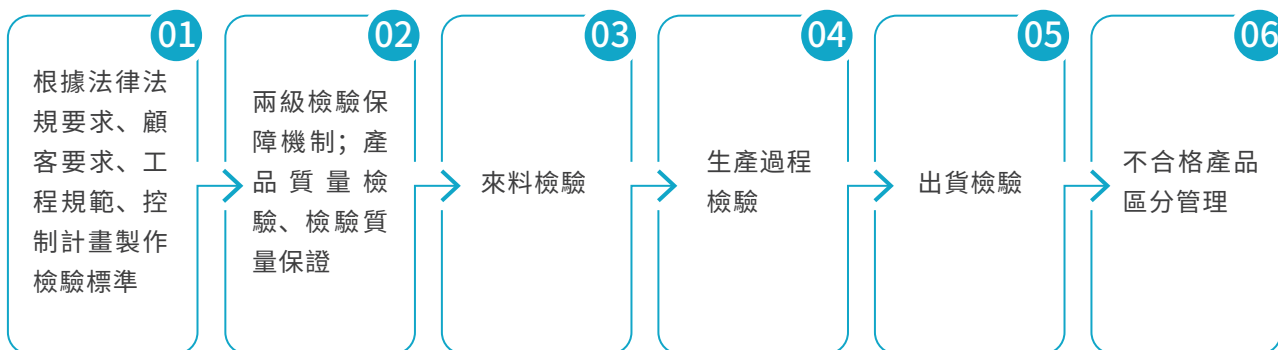 01
根據法律法
規要求、顧
客要求、工
程規範、控
制計畫製作
檢驗標準
02
兩級檢驗保
障機制；產
品質量檢
驗、檢驗質
量保證
03
來料檢驗
04
生產過程
檢驗
05
出貨檢驗
06
不合格產品
區分管理